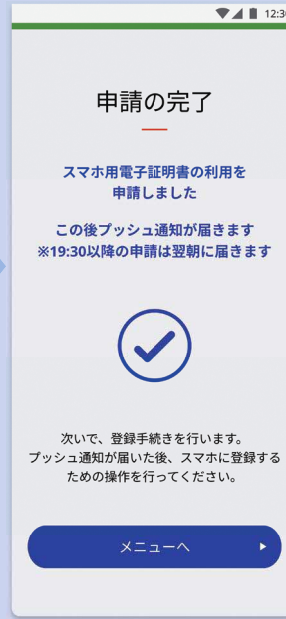 12:30
申請の完了
スマホ用電子証明書の利用を
申請しました
この後プッシュ通知が届きます
※19:30以降の申請は翌朝に届きます
次いで、登録手続きを行います。
プッシュ通知が届いた後、スマホに登録する
ための操作を行ってください。
メニューへ